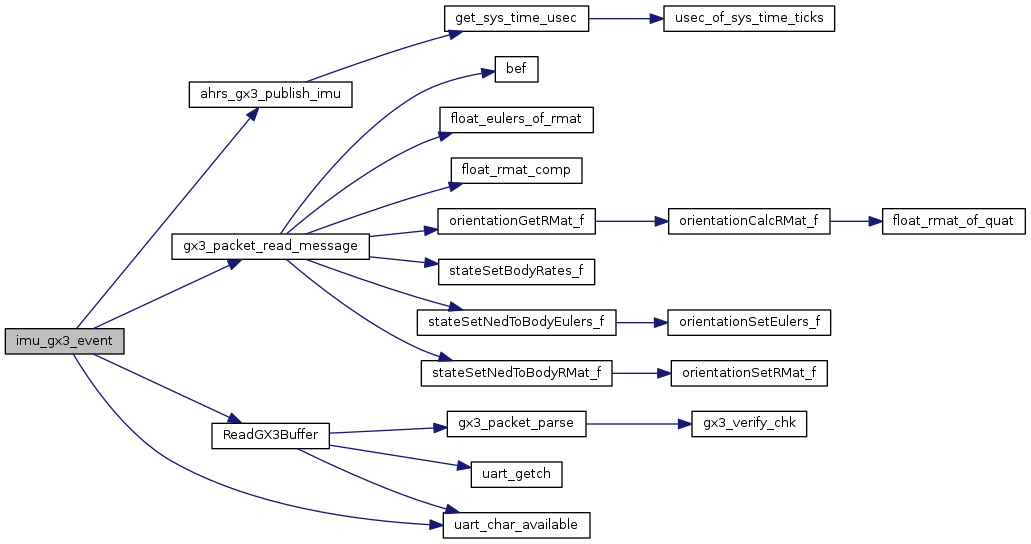 get_sys_time_usec
usec_of_sys_time_ticks
bef
ahrs_gx3_publish_imu
float_eulers_of_rmat
float_rmat_comp
orientationGetRMat_f
orientationCalcRMat_f
float_rmat_of_quat
gx3_packet_read_message
stateSetBodyRates_f
stateSetNedToBodyEulers_f
orientationSetEulers_f
imu_gx3_event
stateSetNedToBodyRMat_f
orientationSetRMat_f
gx3_packet_parse
gx3_verify_chk
ReadGX3Buffer
uart_getch
uart_char_available